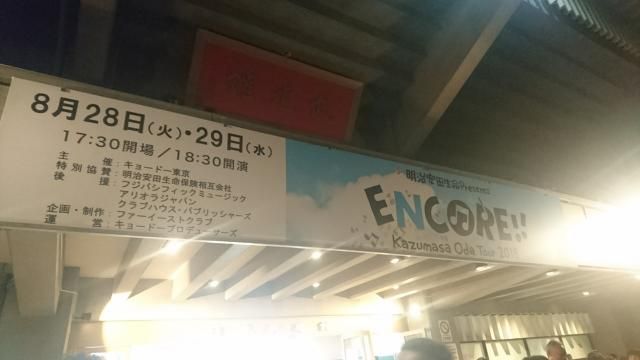 武道館
8月28日(火)・29日(水)
17:30開場/18:30開演
主催:キョードー東京
特別協賛:明治安田生命保険相互会社
後援:フジパシフィックミュージック
アリオラジャパン
クラブハウス・パブリッシャーズ
企画・制作:ファーイーストクラブ
運営:キョードープロデューサーズ
明治安田生命Presents
ENCORE!!
Kazumasa Oda Tour 2018